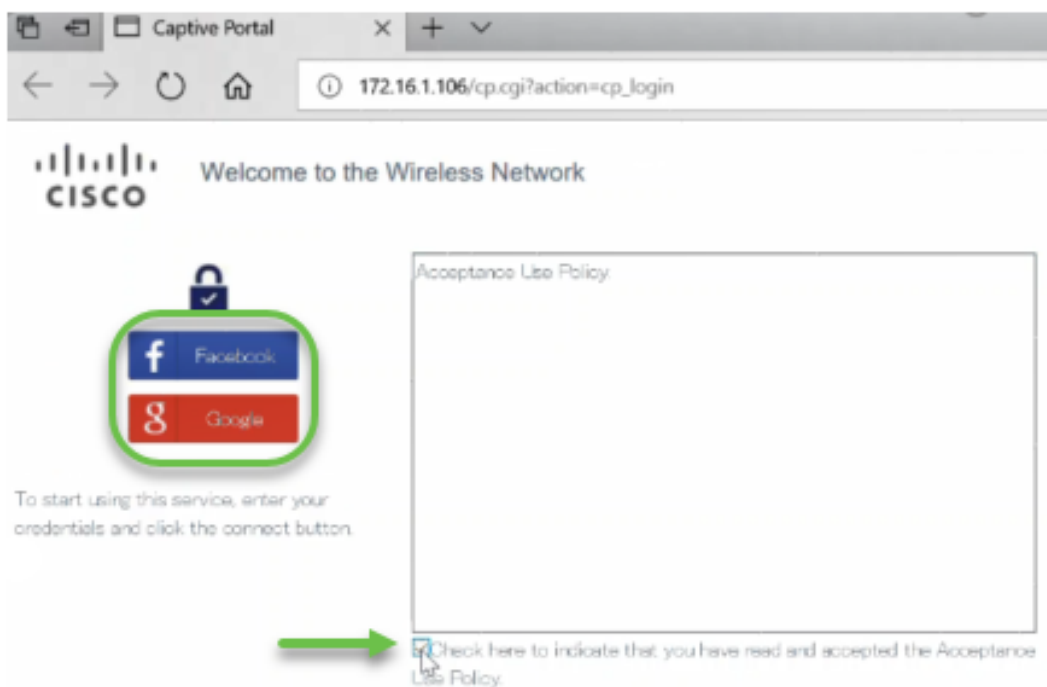 Captive Portal
172.16.1.106/cp.cgi?action=cp_login
CISCO
Welcome to the Wireless Network
f Facebook
8 Google
To start using this service, enter your
credentials and click the connect button.
Acceptance Use Policy.
Check here to indicate that you have read and accepted the Acceptance
Use Policy.